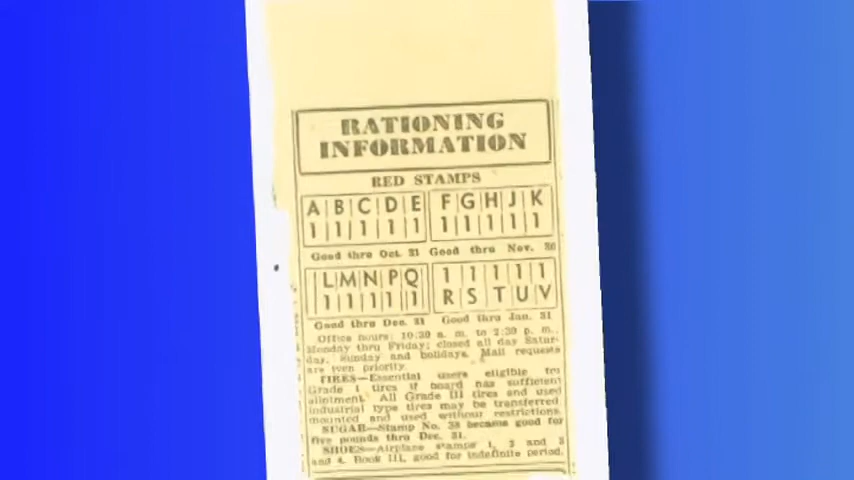 RATIONING
INFORMATION
RED STAMPS
A B C D E F G H J K
1 1 1 1 1 1 1 1 1 1
Good thru Oct. 31 Good thru Nov. 30
L M N P Q 1 1 1 1 1
1 1 1 1 1 R S T U V
Good thru Dec. 31 Good thru Jan. 31
Office hours: 10:30 a. m. to 2:30 p. m.,
Monday thru Friday; closed all day Satur-
day, Sunday and holidays. Mail requests
are given priority.
TIRES—Essential users eligible for
Grade I tires if board has sufficient
allotment. All Grade III tires and used
industrial type tires may be transferred,
mounted and used without restrictions.
SUGAR—Stamp No. 38 became good for
five pounds thru Dec. 31.
SHOES—Airplane stamps 1, 2 and 3
and 4, Book III, good for indefinite period.